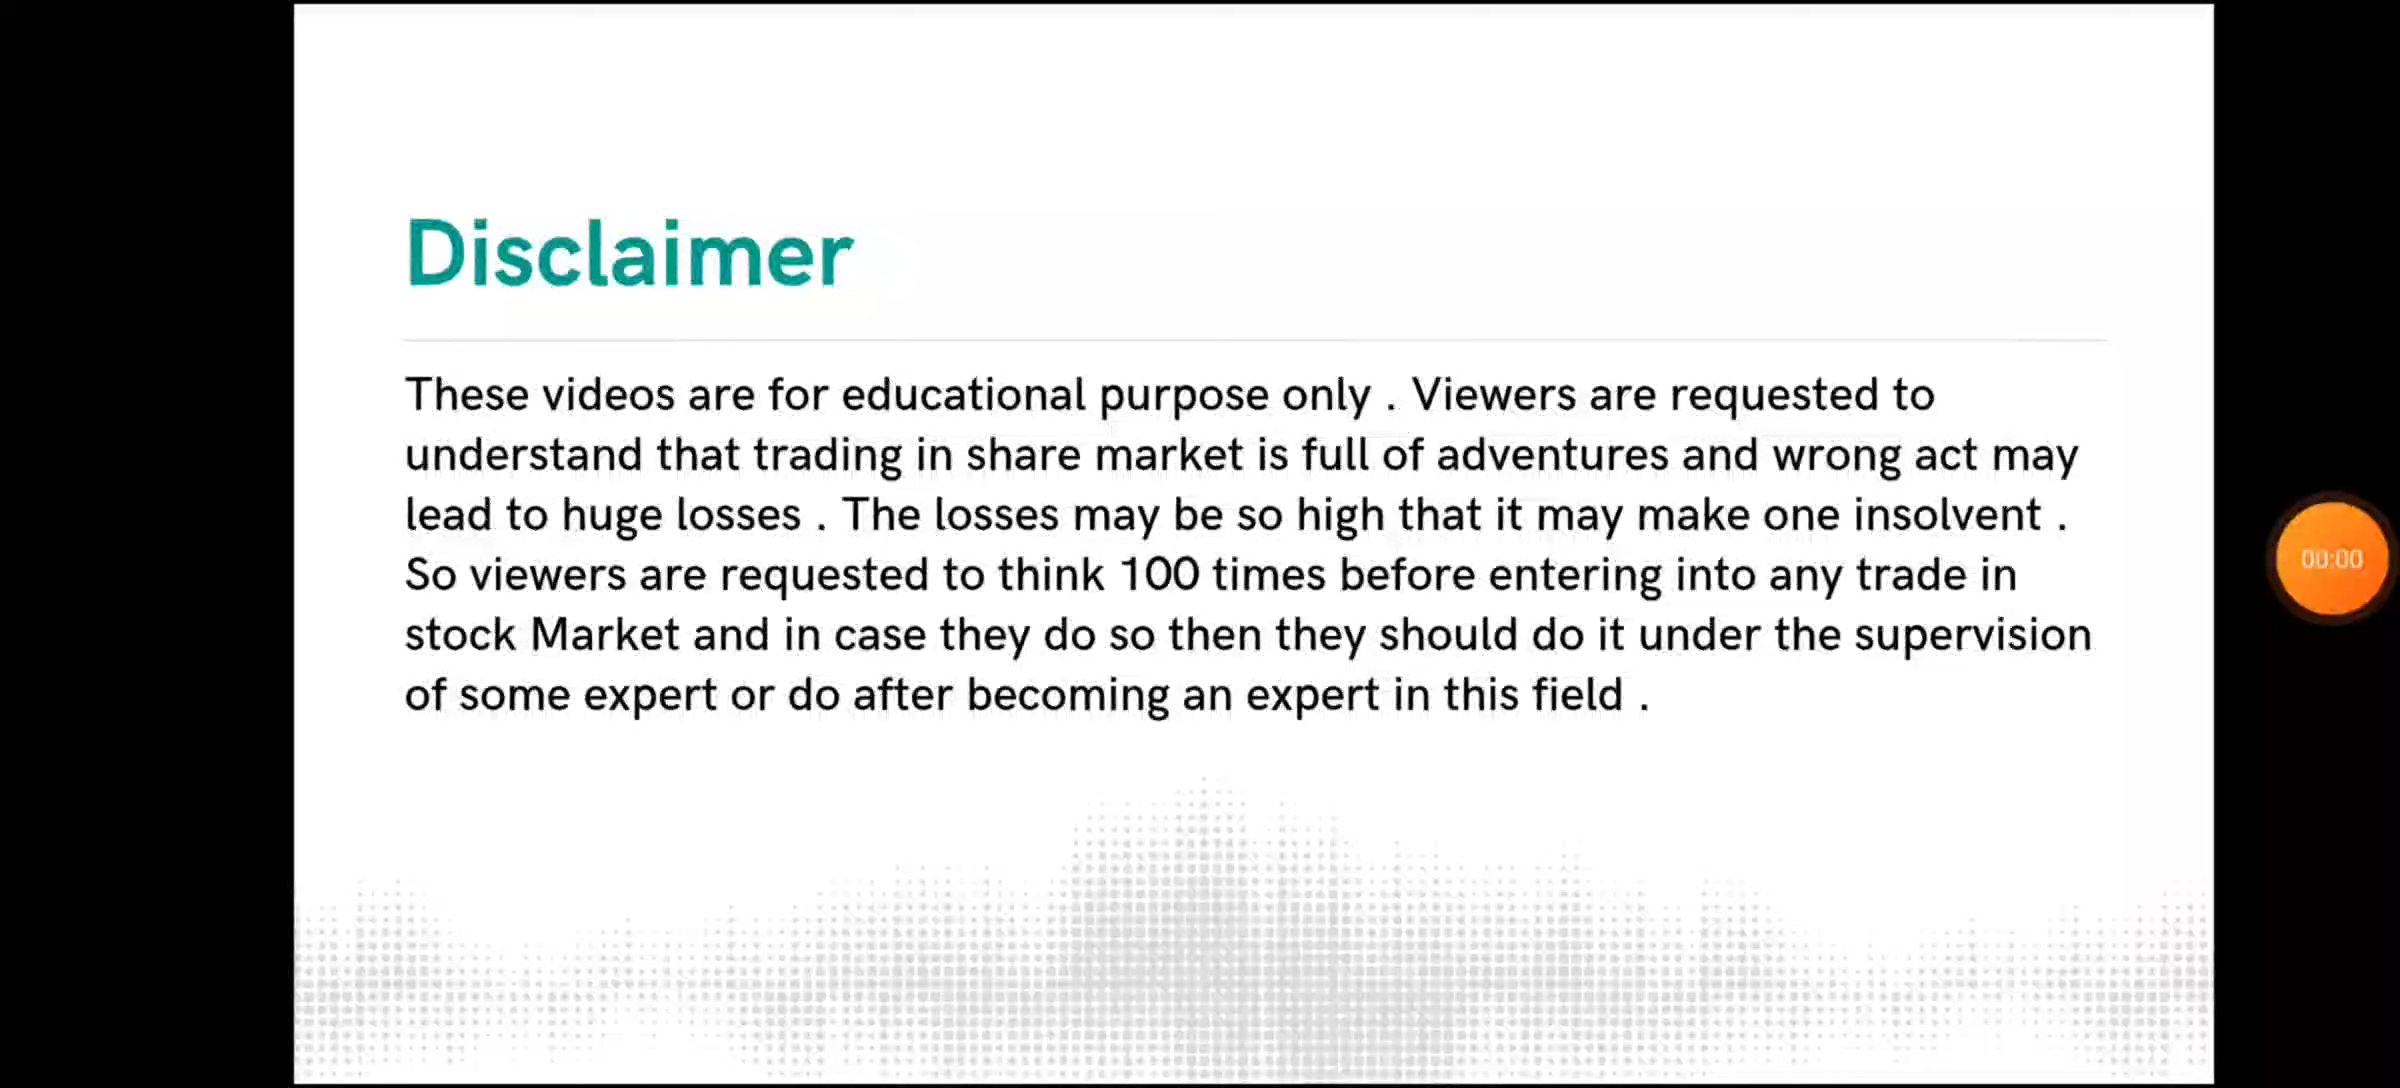 Disclaimer
These videos are for educational purpose only . Viewers are requested to
understand that trading in share market is full of adventures and wrong act may
lead to huge losses . The losses may be so high that it may make one insolvent .
So viewers are requested to think 100 times before entering into any trade in
stock Market and in case they do so then they should do it under the supervision
of some expert or do after becoming an expert in this field .
00:00